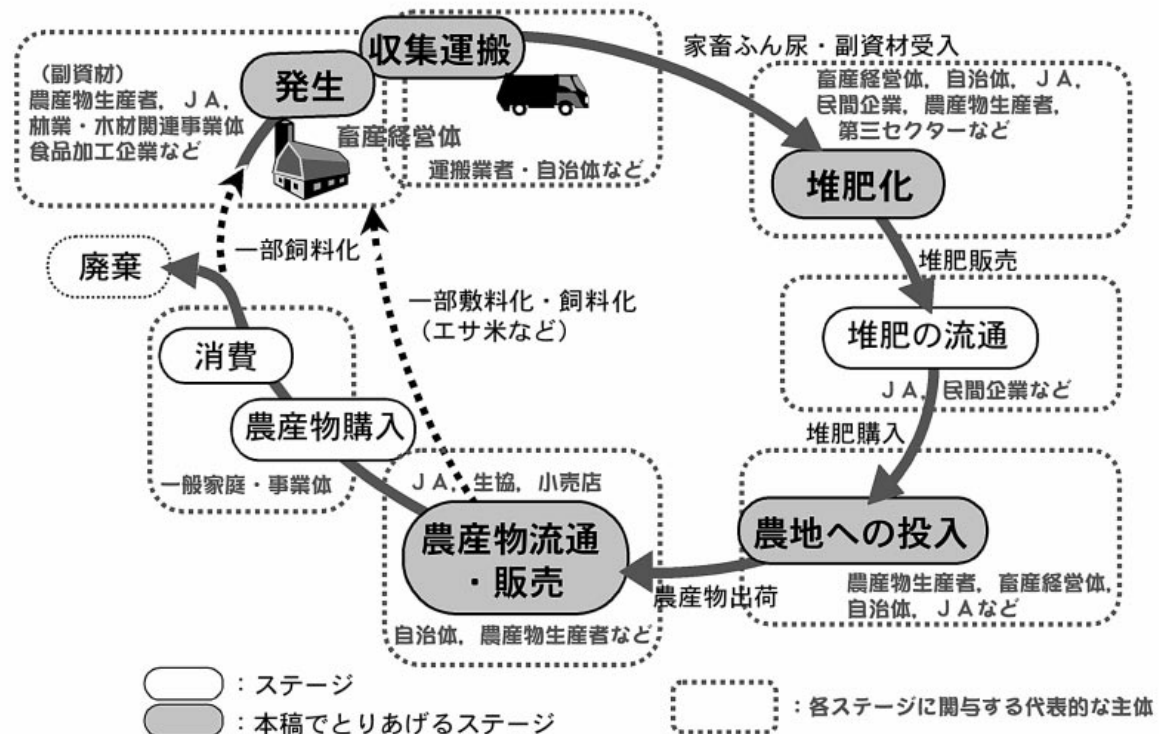 収集運搬
家畜ふん尿・副資材受入
(副資材)
農産物生産者,ＪＡ,
林業・木材関連事業体
食品加工企業など
発生
畜産経営体
運搬業者・自治体など
畜産経営体,自治体,ＪＡ,
民間企業,農産物生産者,
第三セクターなど
堆肥化
廃棄
一部飼料化
堆肥販売
一部敷料化・飼料化
(エサ米など)
堆肥の流通
消費
ＪＡ,民間企業など
農産物購入
堆肥購入
一般家庭・事業体
ＪＡ,生協,小売店
農産物流通
・販売
農地への投入
農産物出荷
農産物生産者,畜産経営体,
自治体,ＪＡなど
自治体,農産物生産者など
：ステージ
：本稿でとりあげるステージ
：各ステージに関与する代表的な主体